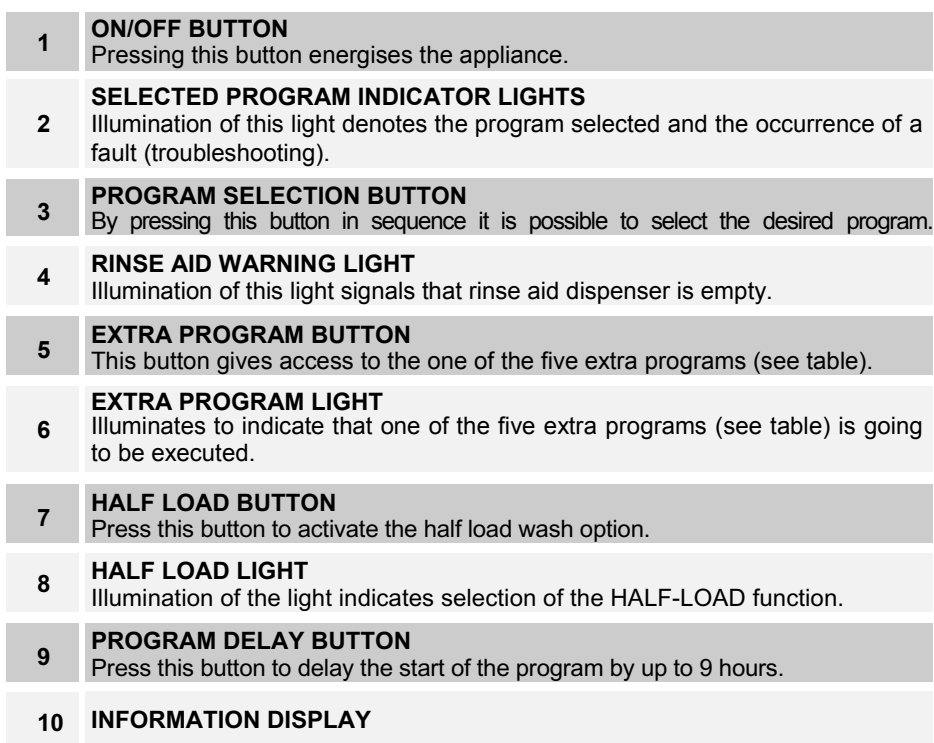 1
ON/OFF BUTTON
Pressing this button energises the appliance.
2
SELECTED PROGRAM INDICATOR LIGHTS
Illumination of this light denotes the program selected and the occurrence of a
fault (troubleshooting).
3
PROGRAM SELECTION BUTTON
By pressing this button in sequence it is possible to select the desired program.
4
RINSE AID WARNING LIGHT
Illumination of this light signals that rinse aid dispenser is empty.
5
EXTRA PROGRAM BUTTON
This button gives access to the one of the five extra programs (see table).
6
EXTRA PROGRAM LIGHT
Illuminates to indicate that one of the five extra programs (see table) is going
to be executed.
7
HALF LOAD BUTTON
Press this button to activate the half load wash option.
8
HALF LOAD LIGHT
Illumination of the light indicates selection of the HALF-LOAD function.
9
PROGRAM DELAY BUTTON
Press this button to delay the start of the program by up to 9 hours.
10
INFORMATION DISPLAY